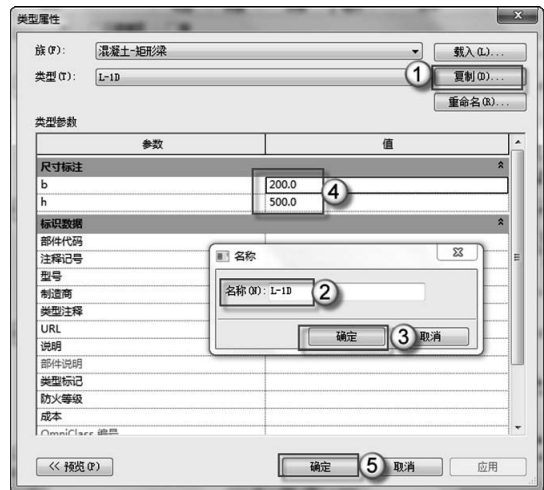 类型属性
族(F): 混凝土-矩形梁 载入(L)...
类型(T): L-1D ① 复制(D)...
重命名(R)...
类型参数
参数 值
尺寸标注
b 200.0 ④
h 500.0
标识数据
部件代码
注释记号
型号
制造商
类型注释
URL
说明
部件说明
类型标记
防火等级
成本
OmniClass 编号
名称
名称(N): L-1D ②
确定 ③ 取消
<< 预览(P) 确定 ⑤ 取消 应用